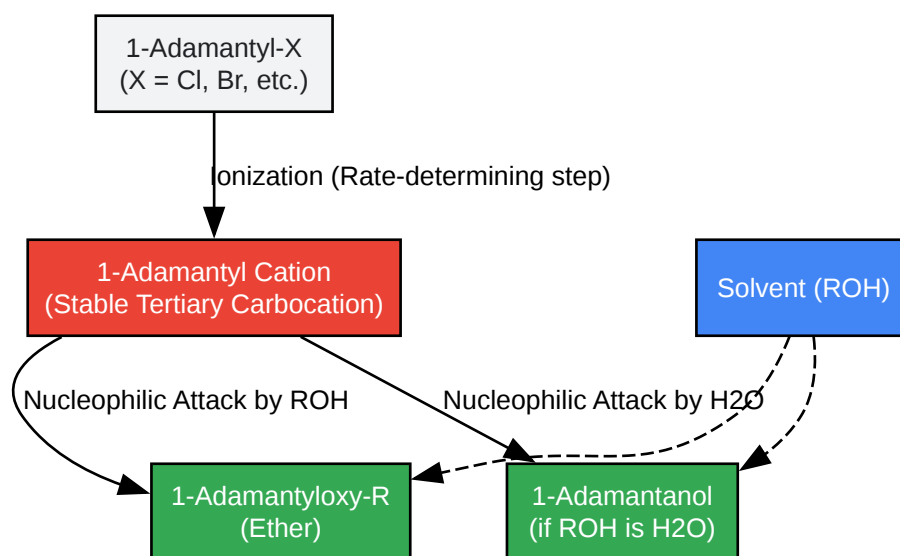 1-Adamantyl-X
(X = Cl, Br, etc.)
Ionization (Rate-determining step)
1-Adamantyl Cation
(Stable Tertiary Carbocation)
Solvent (ROH)
Nucleophilic Attack by ROH
Nucleophilic Attack by H2O
1-Adamantyloxy-R
(Ether)
1-Adamantanol
(if ROH is H2O)